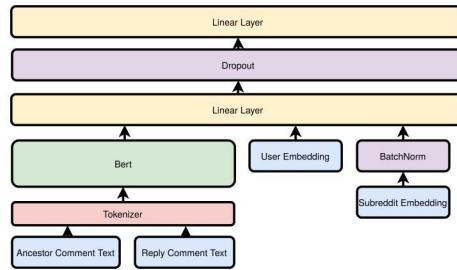 Linear Layer
Dropout
Linear Layer
Bert
User Embedding
BatchNorm
Tokenizer
Subreddit Embedding
Ancestor Comment Text
Reply Comment Text